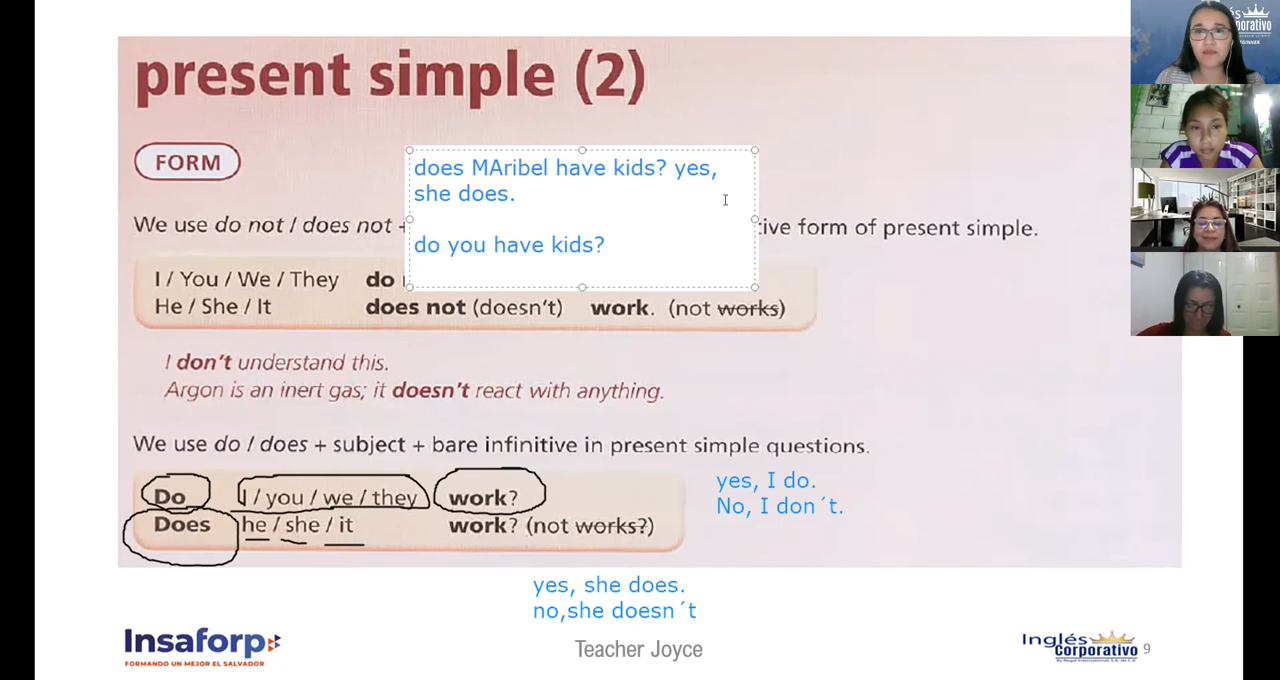 present simple (2)
FORM
does MAribel have kids? yes,
she does.
do you have kids?
We use do not / does not + tive form of present simple.
I / You / We / They do
He / She / It does not (doesn't) work. (not works)
I don't understand this.
Argon is an inert gas; it doesn't react with anything.
We use do / does + subject + bare infinitive in present simple questions.
Do I / you / we / they work?
Does he / she / it work? (not works?)
yes, I do.
No, I don´t.
yes, she does.
no,she doesn´t
Insaforp
FORMANDO UN MEJOR EL SALVADOR
Teacher Joyce
Inglés
Corporativo
9